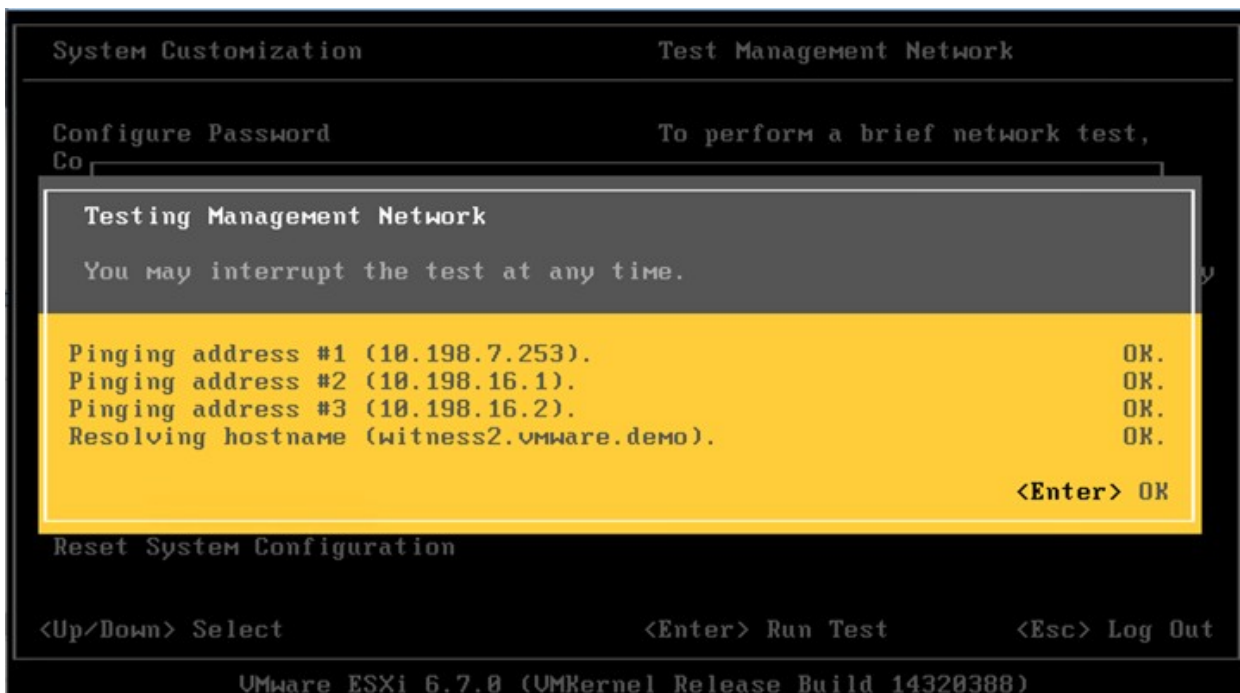 System Customization
Test Management Network
Configure Password
To perform a brief network test,
Co
Testing Management Network
You may interrupt the test at any time.
y
Pinging address #1 (10.198.7.253). OK.
Pinging address #2 (10.198.16.1). OK.
Pinging address #3 (10.198.16.2). OK.
Resolving hostname (witness2.vmware.demo). OK.
<Enter> OK
Reset System Configuration
<Up/Down> Select
<Enter> Run Test
<Esc> Log Out
VMware ESXi 6.7.0 (VMKernel Release Build 14320388)